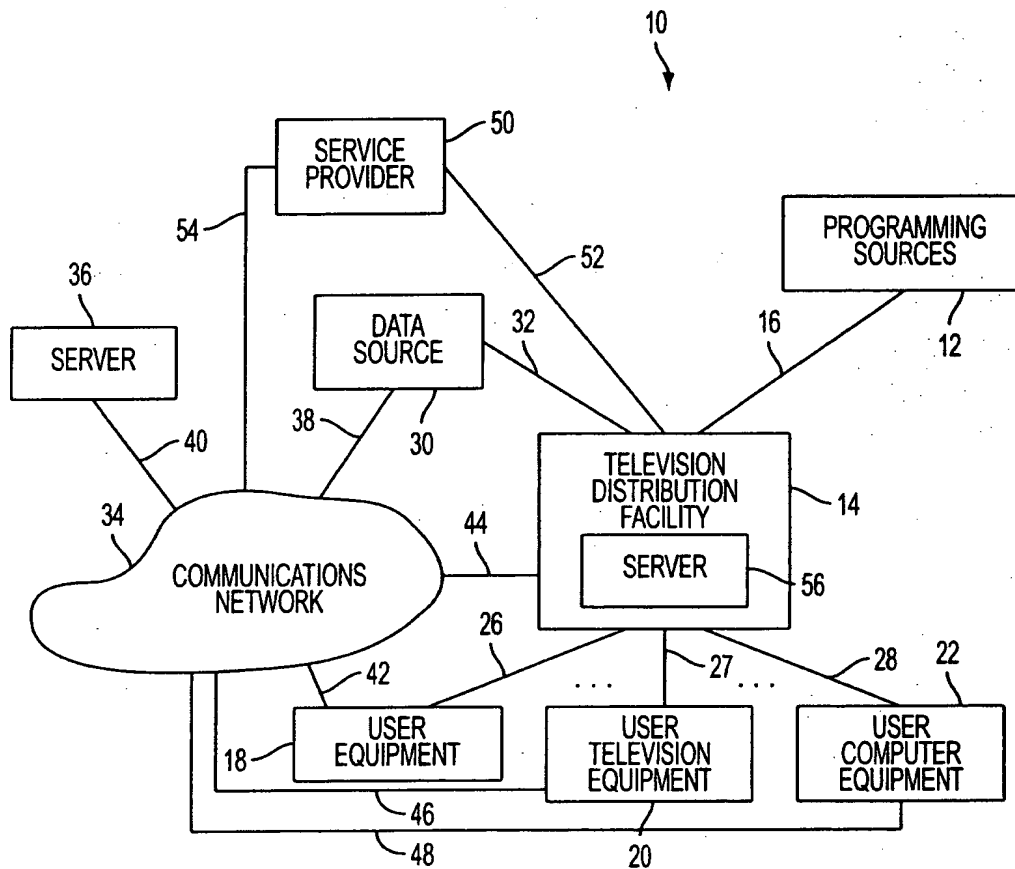 10
50
SERVICE
PROVIDER
54
52
PROGRAMMING
SOURCES
12
36
SERVER
40
DATA
SOURCE
30
32
16
38
34
COMMUNICATIONS
NETWORK
44
TELEVISION
DISTRIBUTION
FACILITY
14
SERVER
56
26
27
28
22
42
...
...
18
USER
EQUIPMENT
USER
TELEVISION
EQUIPMENT
USER
COMPUTER
EQUIPMENT
46
48
20